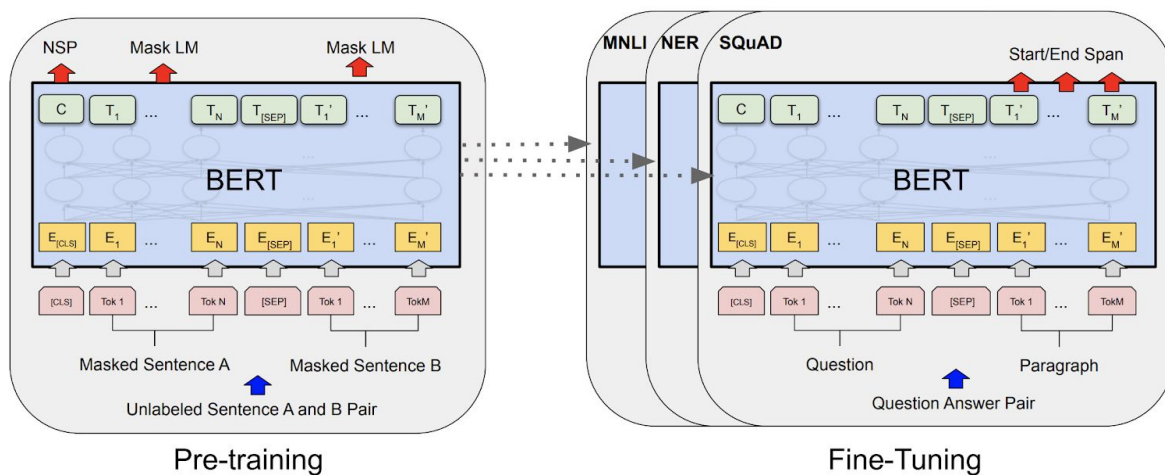 NSP Mask LM Mask LM
C T1 ... TN T[SEP] T1' ... TM'
...
...
BERT
E[CLS] E1 ... EN E[SEP] E1' ... EM'
[CLS] Tok 1 ... Tok N [SEP] Tok 1 ... TokM
Masked Sentence A Masked Sentence B
Unlabeled Sentence A and B Pair
Pre-training
MNLI NER SQuAD
Start/End Span
C T1 ... TN T[SEP] T1' ... TM'
...
...
BERT
E[CLS] E1 ... EN E[SEP] E1' ... EM'
[CLS] Tok 1 ... Tok N [SEP] Tok 1 ... TokM
Question Paragraph
Question Answer Pair
Fine-Tuning